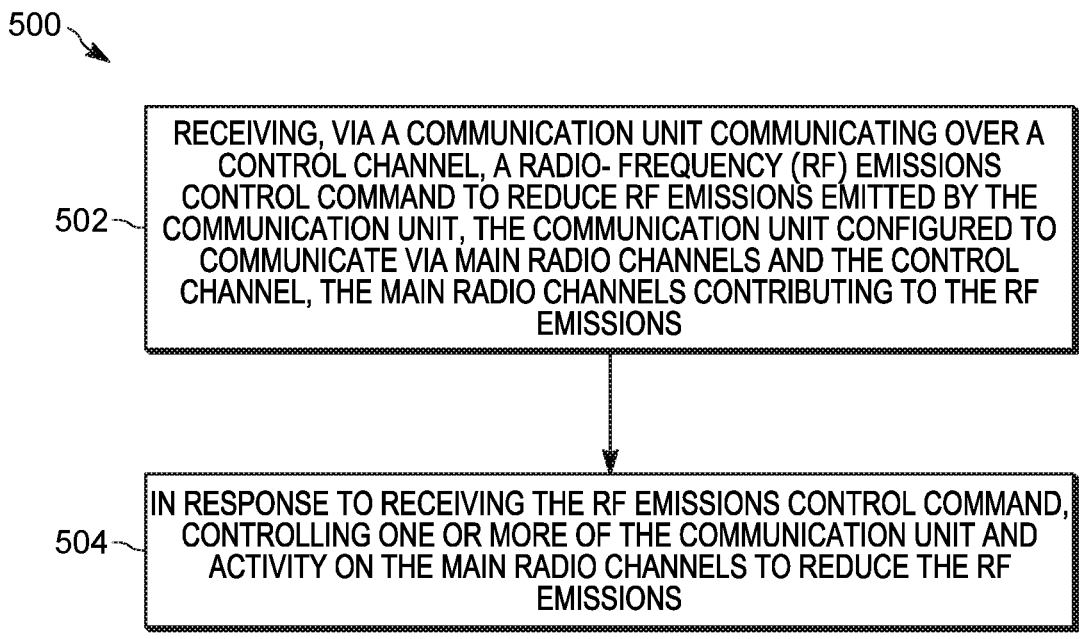 500
502
RECEIVING, VIA A COMMUNICATION UNIT COMMUNICATING OVER A
CONTROL CHANNEL, A RADIO- FREQUENCY (RF) EMISSIONS
CONTROL COMMAND TO REDUCE RF EMISSIONS EMITTED BY THE
COMMUNICATION UNIT, THE COMMUNICATION UNIT CONFIGURED TO
COMMUNICATE VIA MAIN RADIO CHANNELS AND THE CONTROL
CHANNEL, THE MAIN RADIO CHANNELS CONTRIBUTING TO THE RF
EMISSIONS
504
IN RESPONSE TO RECEIVING THE RF EMISSIONS CONTROL COMMAND,
CONTROLLING ONE OR MORE OF THE COMMUNICATION UNIT AND
ACTIVITY ON THE MAIN RADIO CHANNELS TO REDUCE THE RF
EMISSIONS